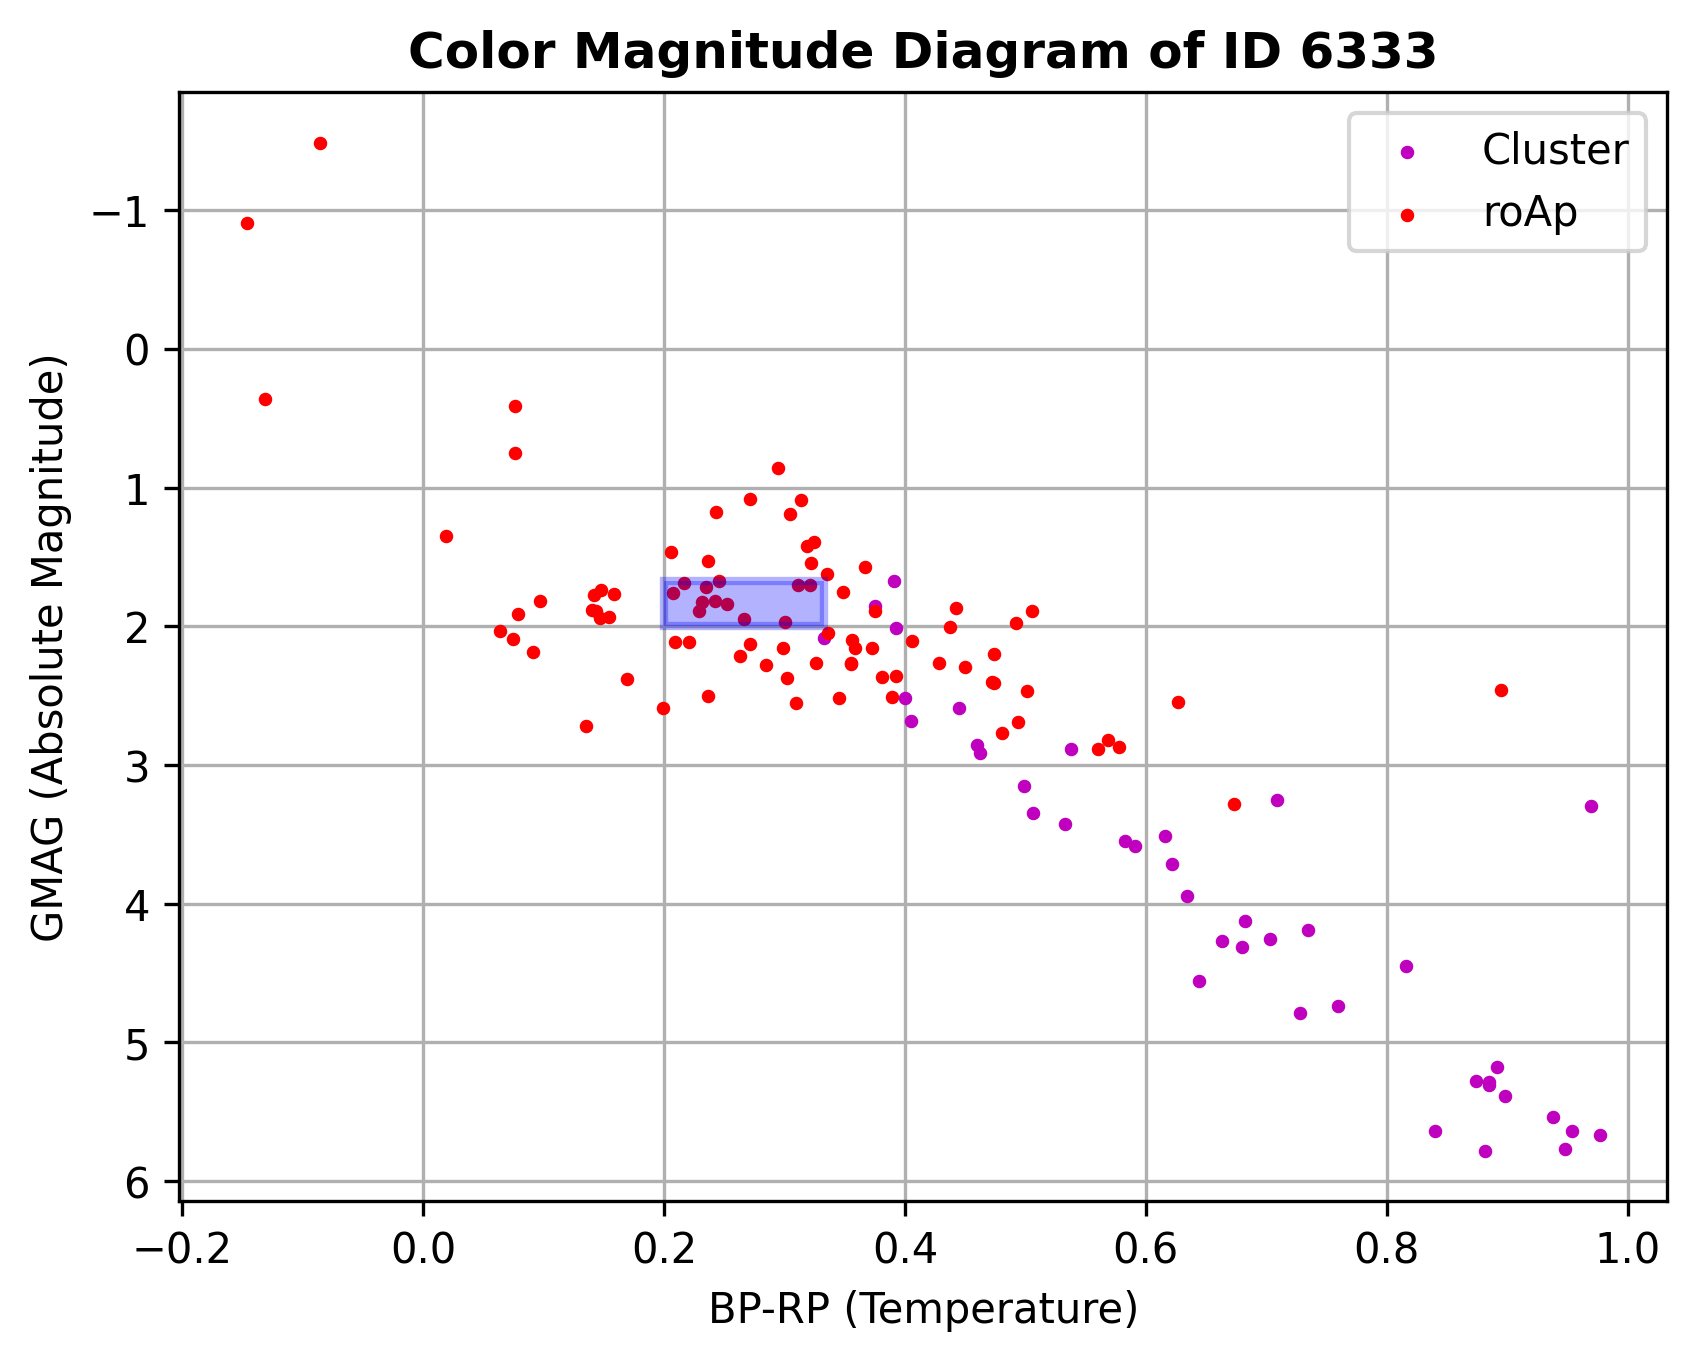 Color Magnitude Diagram of ID 6333
Cluster
roAp
GMAG (Absolute Magnitude)
−1
0
1
2
3
4
5
6
−0.2 0.0 0.2 0.4 0.6 0.8 1.0
BP-RP (Temperature)